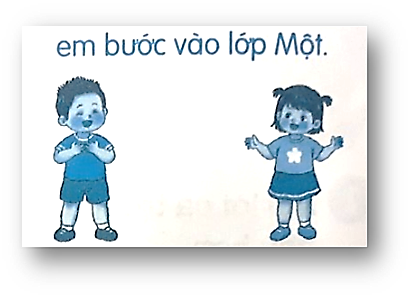 em bước vào lớp Một.